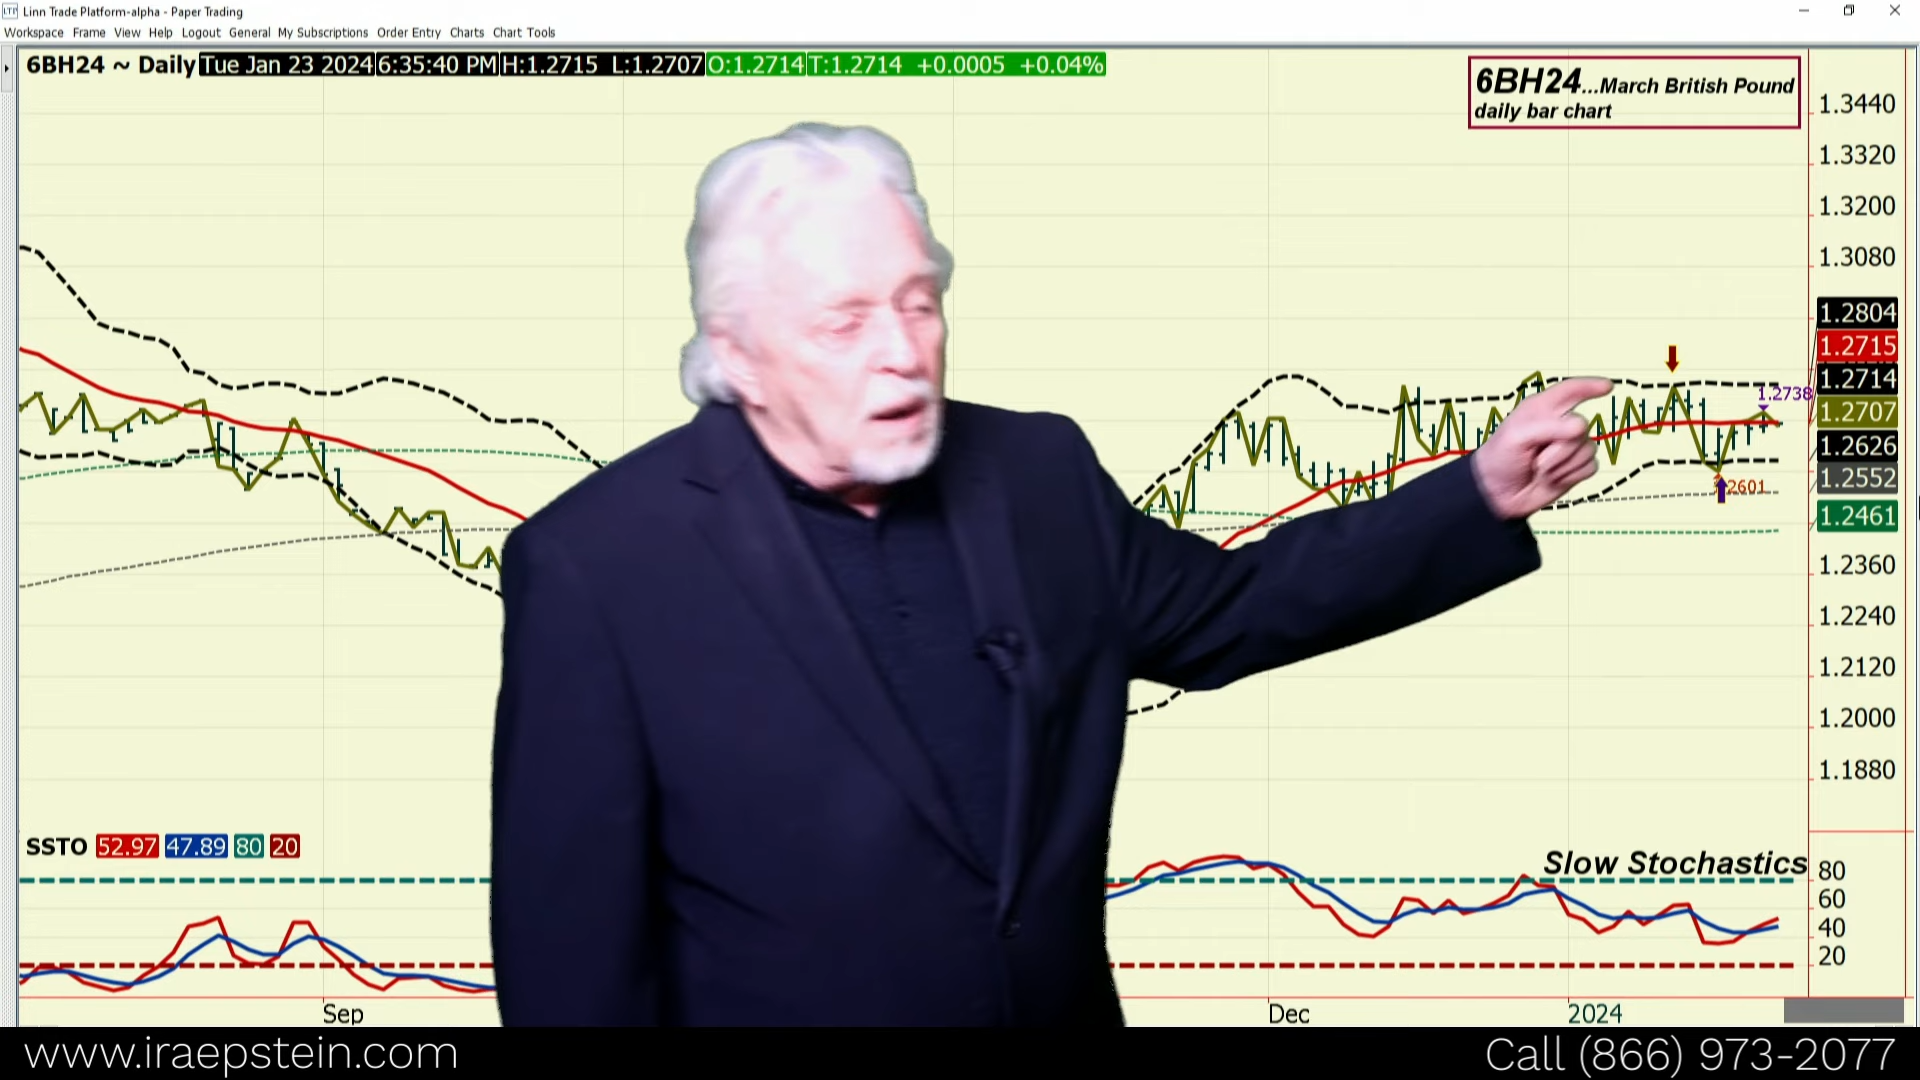 LTP Linn Trade Platform-alpha - Paper Trading
Workspace Frame View Help Logout General My Subscriptions Order Entry Charts Chart Tools
6BH24 ~ Daily Tue Jan 23 2024 6:35:40 PM H:1.2715 L:1.2707 O:1.2714 T:1.2714 +0.0005 +0.04%
6BH24...March British Pound
daily bar chart
1.3440
1.3320
1.3200
1.3080
1.2804
1.2715
1.2714
1.2738
1.2707
1.2626
1.2552
1.2601
1.2461
1.2360
1.2240
1.2120
1.2000
1.1880
SSTO 52.97 47.89 80 20
Slow Stochastics
80
60
40
20
Sep Dec 2024
www.iraepstein.com Call (866) 973-2077